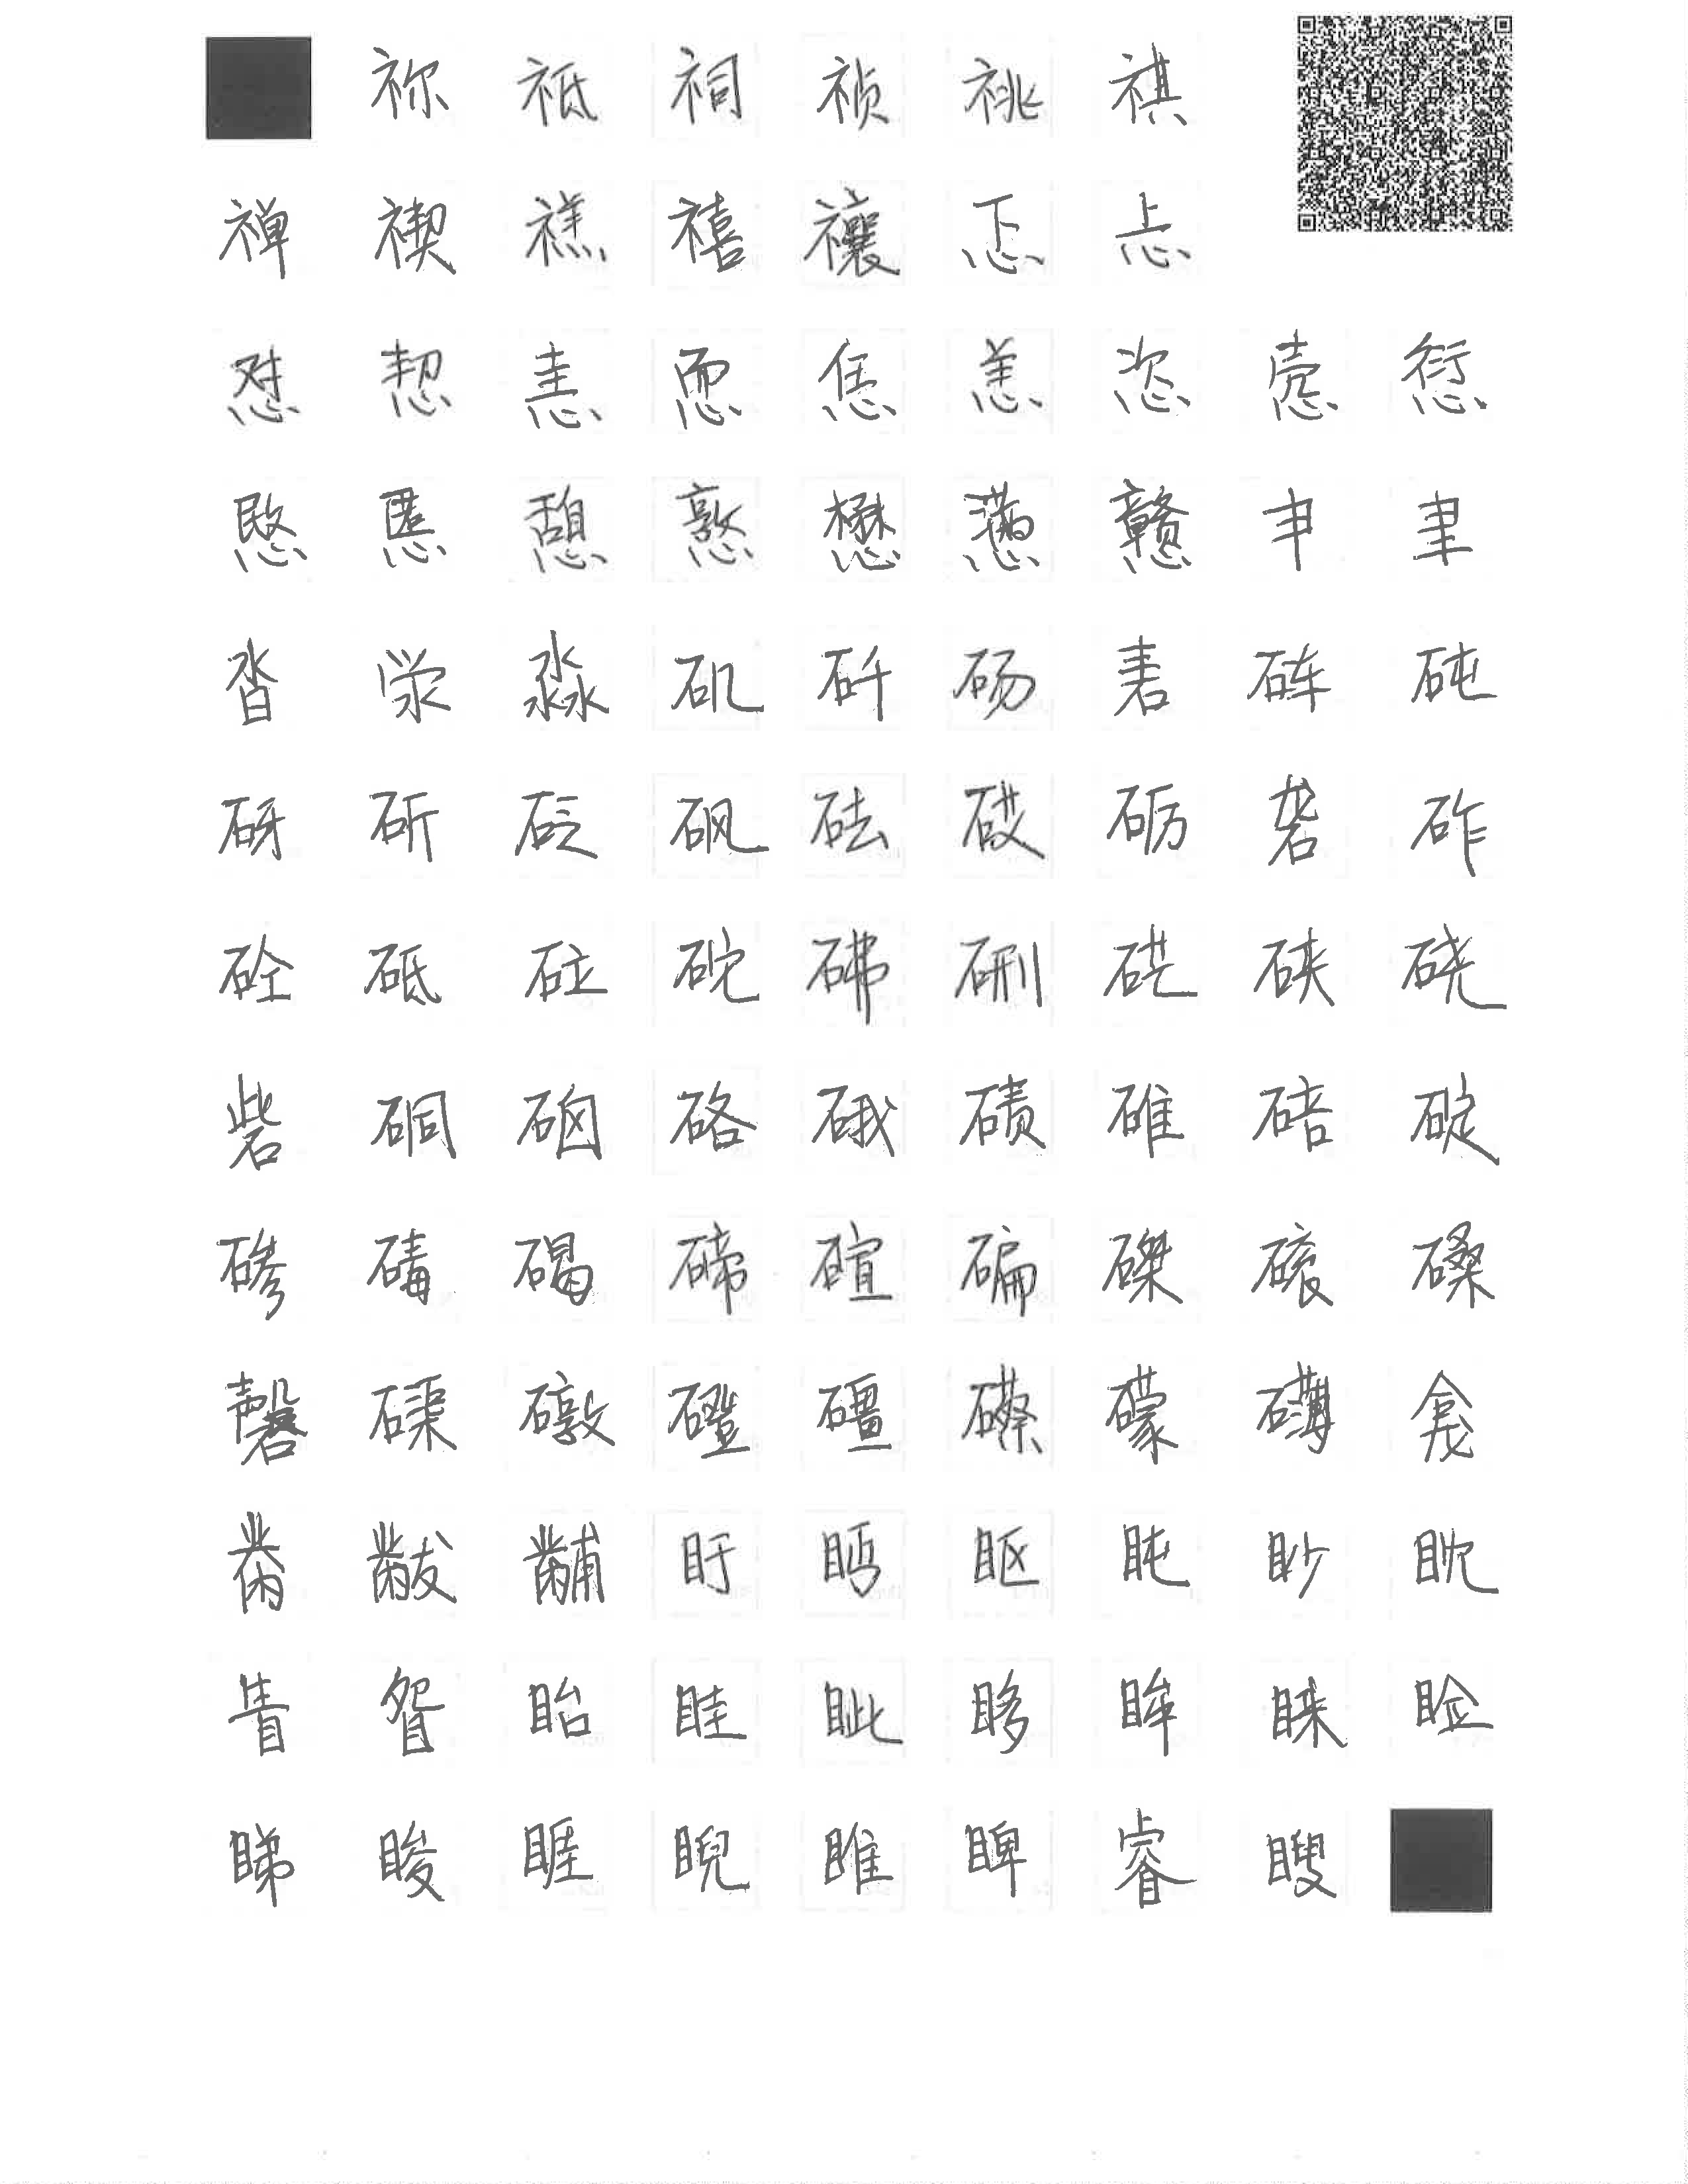 祢 祗 祠 祯 祧 祺
禅 禊 禚 禧 禳 忑 忐
怼 恝 恚 恧 恁 恙 恣 悫 愆
愍 慝 憩 憝 懋 懑 戆 肀 聿
沓 泶 淼 矶 矸 砀 砉 砗 砘
砑 斫 砭 砜 砝 砹 砺 砻 砟
砼 砥 砬 砣 砩 硎 硭 硖 硗
砦 硐 硇 硌 硪 碛 碓 碚 碇
碜 碡 碣 碲 碹 碥 磔 磙 磉
磬 磲 礅 磴 礓 礤 礞 礴 龛
黹 黻 黼 盱 眄 眍 盹 眇 眈
眚 眢 眙 眭 眦 眵 眸 睐 睑
睇 睃 睚 睨 睢 睥 睿 瞍